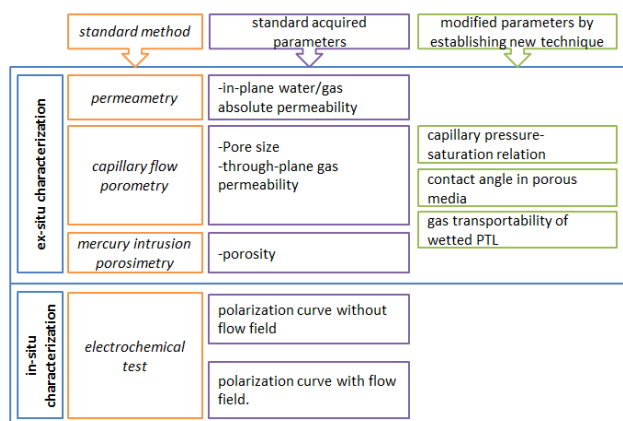 standard method
standard acquired
parameters
modified parameters by
establishing new technique
ex-situ characterization
permeametry
-in-plane water/gas
absolute permeability
capillary flow
porometry
-Pore size
-through-plane gas
permeability
capillary pressure-
saturation relation
contact angle in porous
media
gas transportability of
wetted PTL
mercury intrusion
porosimetry
-porosity
in-situ
characterization
electrochemical
test
polarization curve without
flow field
polarization curve with flow
field.